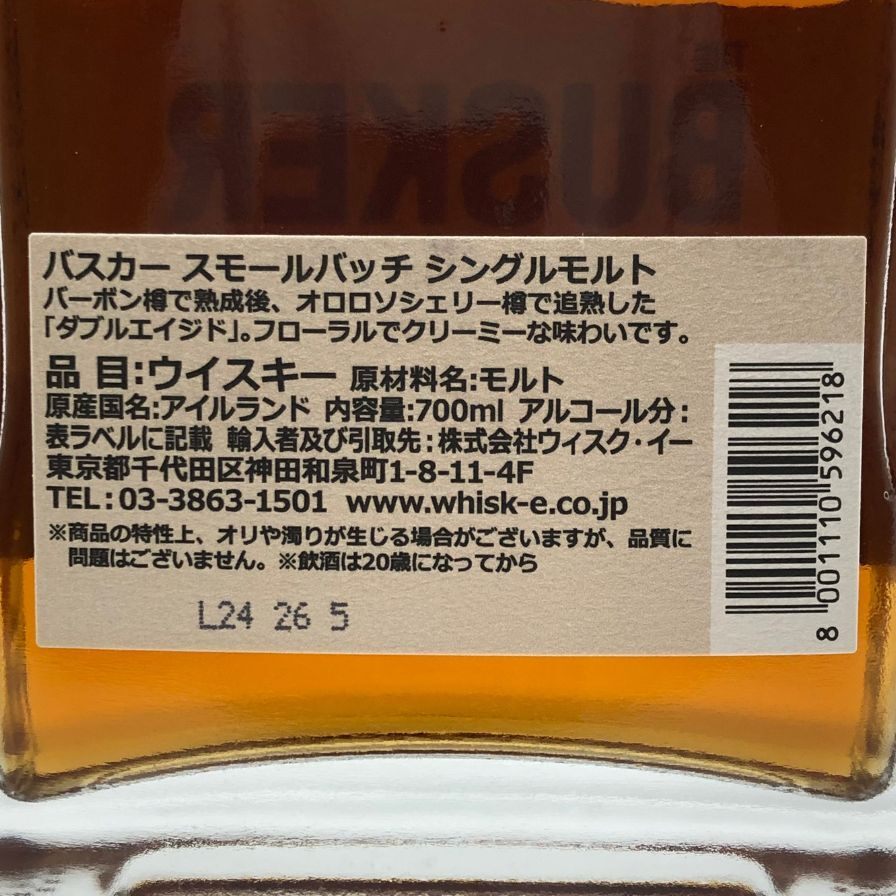 THE
BUSKER
バスカー スモールバッチ シングルモルト
バーボン樽で熟成後、オロロソシェリー樽で追熟した
「ダブルエイジド」。フローラルでクリーミーな味わいです。
品 目:ウイスキー 原材料名:モルト
原産国名:アイルランド 内容量:700ml アルコール分:
表ラベルに記載 輸入者及び引取先:株式会社ウィスク・イー
東京都千代田区神田和泉町1-8-11-4F
TEL:03-3863-1501 www.whisk-e.co.jp
※商品の特性上、オリや濁りが生じる場合がございますが、品質に
問題はございません。※飲酒は20歳になってから
L24 26 5
8 001110 596218